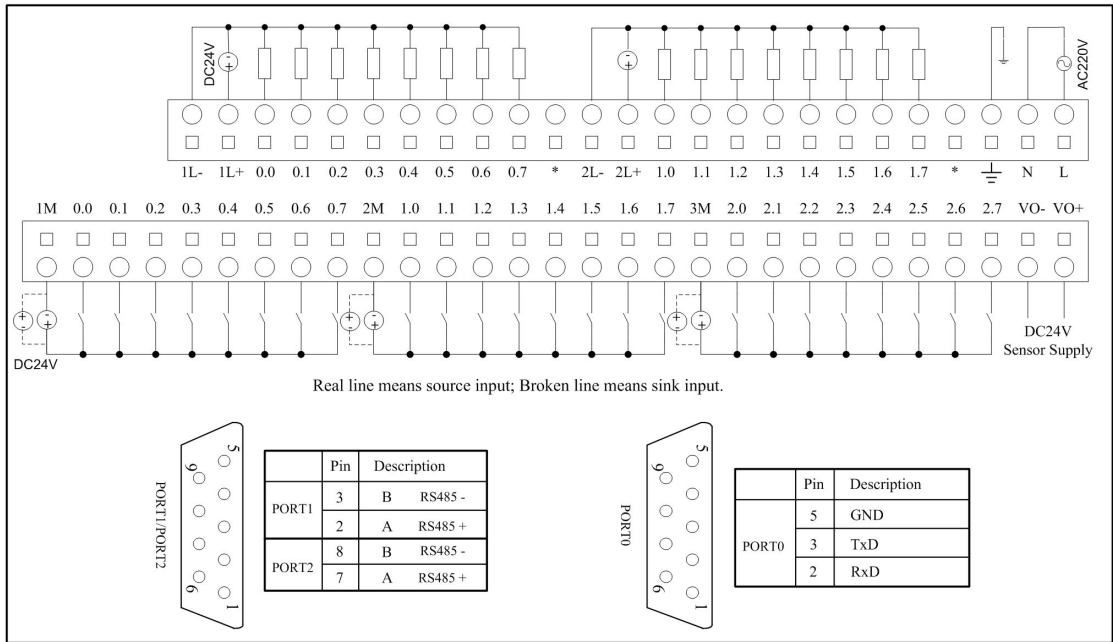 DC24V
AC220V
1L- 1L+ 0.0 0.1 0.2 0.3 0.4 0.5 0.6 0.7 * 2L- 2L+ 1.0 1.1 1.2 1.3 1.4 1.5 1.6 1.7 * N L
1M 0.0 0.1 0.2 0.3 0.4 0.5 0.6 0.7 2M 1.0 1.1 1.2 1.3 1.4 1.5 1.6 1.7 3M 2.0 2.1 2.2 2.3 2.4 2.5 2.6 2.7 VO- VO+
DC24V
DC24V
Sensor Supply
Real line means source input; Broken line means sink input.
PORT1/PORT2
5
9
6
1
Pin Description
PORT1
3 B RS485 -
2 A RS485 +
PORT2
8 B RS485 -
7 A RS485 +
PORT0
5
9
6
1
Pin Description
PORT0
5 GND
3 TxD
2 RxD